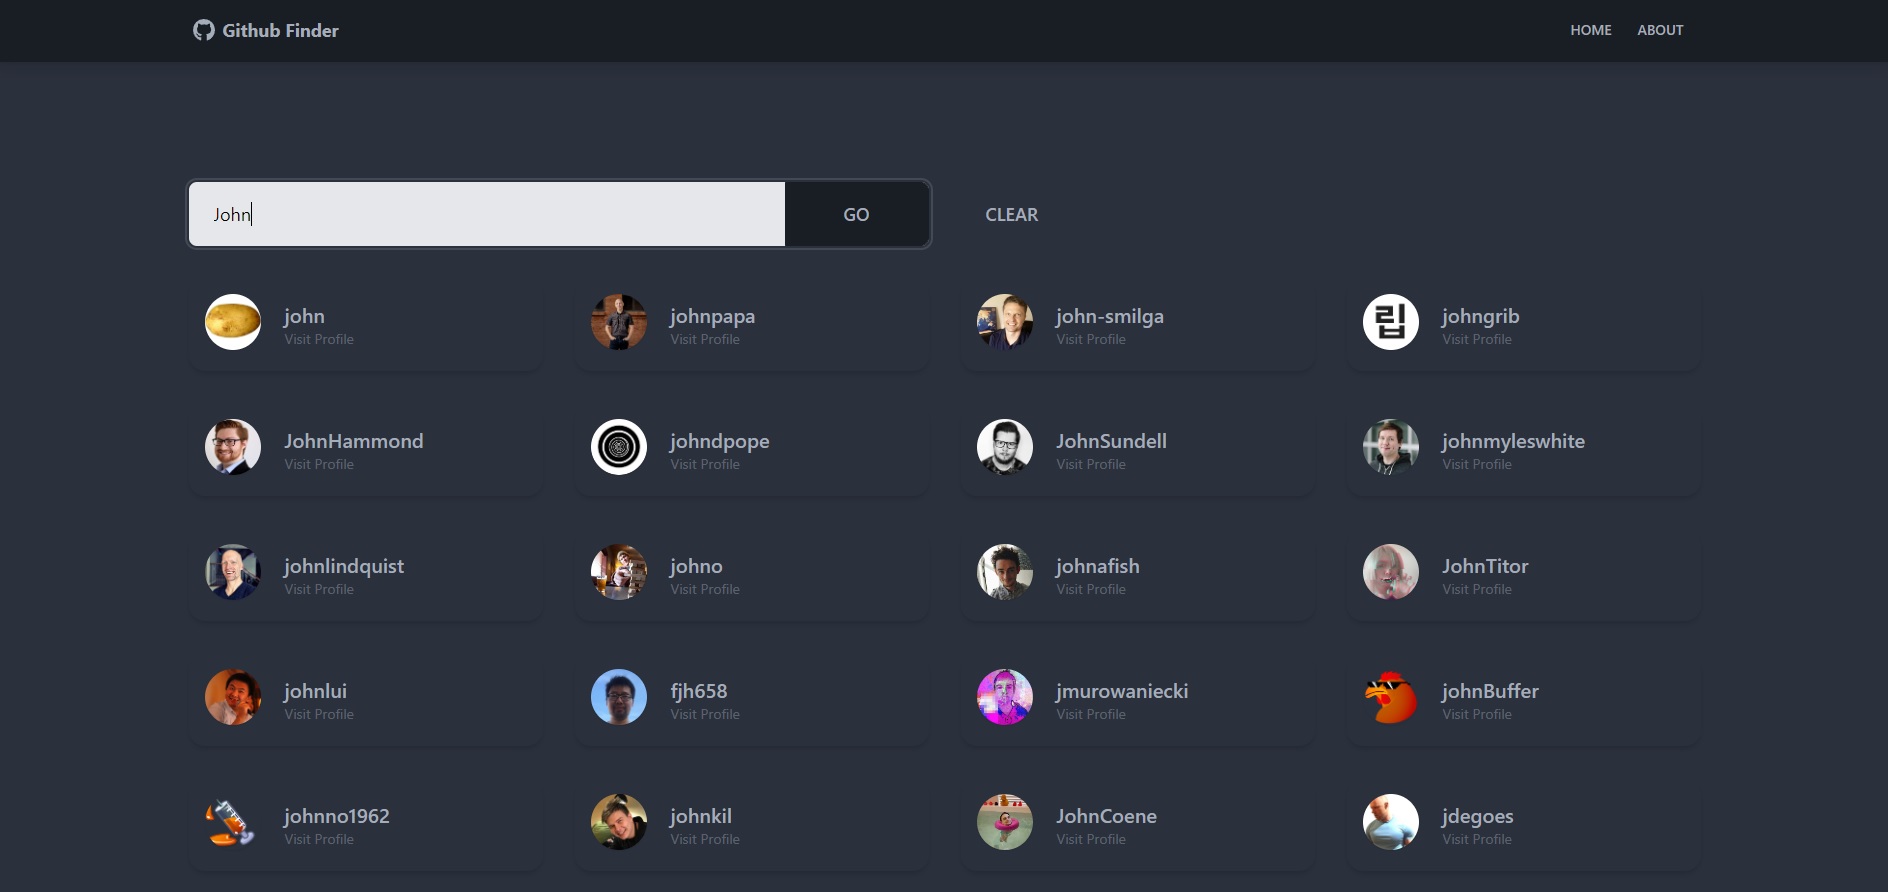 Github Finder
HOME ABOUT
John GO CLEAR
john johnpapa john-smilga 립 johngrib
Visit Profile Visit Profile Visit Profile Visit Profile
JohnHammond johndpope JohnSundell johnmyleswhite
Visit Profile Visit Profile Visit Profile Visit Profile
johnlindquist johno johnafish JohnTitor
Visit Profile Visit Profile Visit Profile Visit Profile
johnlui fjh658 jmurowaniecki johnBuffer
Visit Profile Visit Profile Visit Profile Visit Profile
johnno1962 johnkil JohnCoene jdegoes
Visit Profile Visit Profile Visit Profile Visit Profile